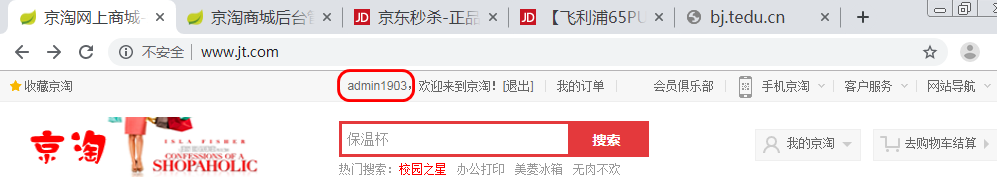 京淘网上商城- 京淘商城后台管 京东秒杀-正品 【飞利浦65PU bj.tedu.cn
不安全 www.jt.com
收藏京淘 admin1903，欢迎来到京淘！[退出] 我的订单 会员俱乐部 手机京淘 客户服务 网站导航
京淘 ISLA FISHER
CONFESSIONS OF A
SHOPAHOLIC
保温杯 搜索 我的京淘 去购物车结算
热门搜索： 校园之星 办公打印 美菱冰箱 无肉不欢